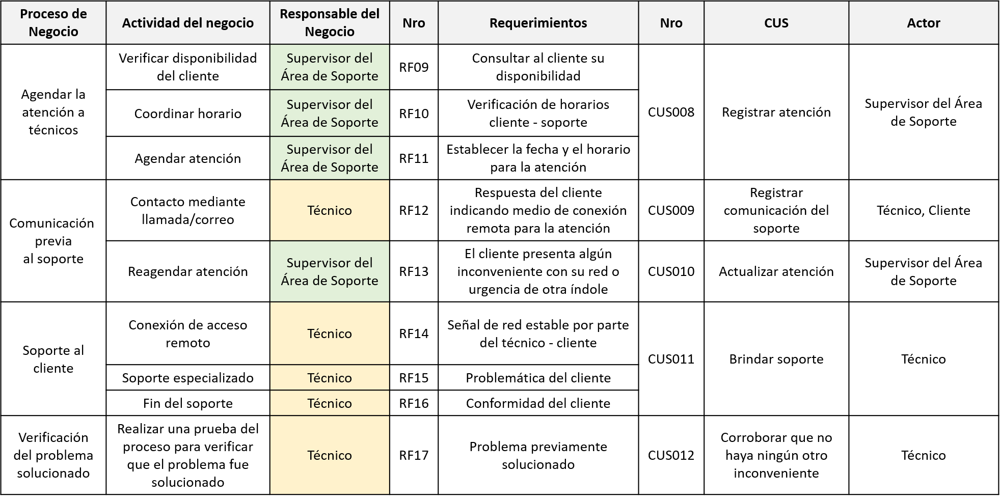 Proceso de
Negocio
Actividad del negocio
Responsable del
Negocio
Nro
Requerimientos
Nro
CUS
Actor
Agendar la
atención a
técnicos
Verificar disponibilidad
del cliente
Supervisor del
Área de Soporte
RF09
Consultar al cliente su
disponibilidad
CUS008
Registrar atención
Supervisor del Área
de Soporte
Coordinar horario
Supervisor del
Área de Soporte
RF10
Verificación de horarios
cliente - soporte
Agendar atención
Supervisor del
Área de Soporte
RF11
Establecer la fecha y el horario
para la atención
Comunicación
previa
al soporte
Contacto mediante
llamada/correo
Técnico
RF12
Respuesta del cliente
indicando medio de conexión
remota para la atención
CUS009
Registrar
comunicación del
soporte
Técnico, Cliente
Reagendar atención
Supervisor del
Área de Soporte
RF13
El cliente presenta algún
inconveniente con su red o
urgencia de otra índole
CUS010
Actualizar atención
Supervisor del Área
de Soporte
Soporte al
cliente
Conexión de acceso
remoto
Técnico
RF14
Señal de red estable por parte
del técnico - cliente
CUS011
Brindar soporte
Técnico
Soporte especializado
Técnico
RF15
Problemática del cliente
Fin del soporte
Técnico
RF16
Conformidad del cliente
Verificación
del problema
solucionado
Realizar una prueba del
proceso para verificar
que el problema fue
solucionado
Técnico
RF17
Problema previamente
solucionado
CUS012
Corroborar que no
haya ningún otro
inconveniente
Técnico